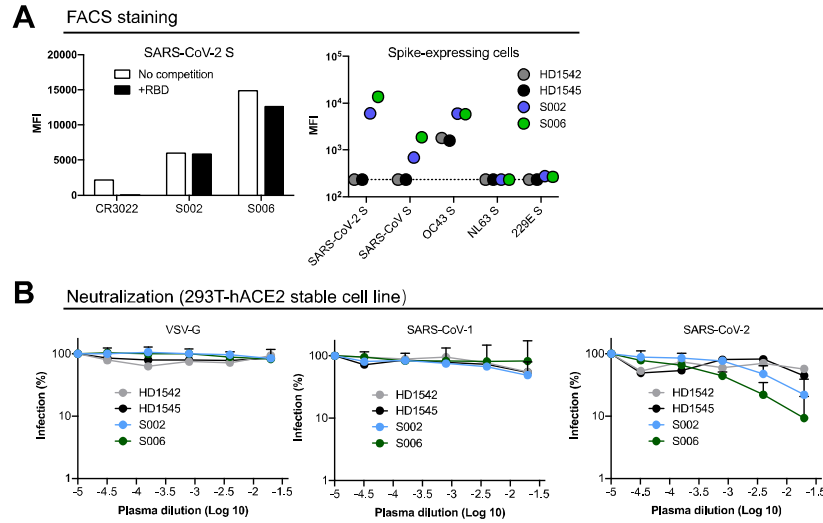 A
FACS staining
SARS-CoV-2 S
No competition
+RBD
MFI
20000
15000
10000
5000
0
CR3022
S002
S006
Spike-expressing cells
HD1542
HD1545
S002
S006
MFI
10^5
10^4
10^3
10^2
SARS-CoV-2 S
SARS-CoV S
OC43 S
NL63 S
229E S
B
Neutralization (293T-hACE2 stable cell line)
VSV-G
Infection (%)
100
10
1
HD1542
HD1545
S002
S006
-5 -4.5 -4 -3.5 -3 -2.5 -2 -1.5
Plasma dilution (Log 10)
SARS-CoV-1
Infection (%)
100
10
1
HD1542
HD1545
S002
S006
-5 -4.5 -4 -3.5 -3 -2.5 -2 -1.5
Plasma dilution (Log 10)
SARS-CoV-2
Infection (%)
100
10
1
HD1542
HD1545
S002
S006
-5 -4.5 -4 -3.5 -3 -2.5 -2 -1.5
Plasma dilution (Log 10)